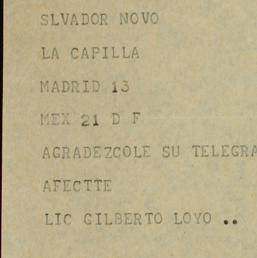 SLVADOR NOVO
LA CAPILLA
MADRID 13
MEX 21 D F
AGRADEZCOLE SU TELEGRA
AFECTTE
LIC GILBERTO LOYO ..